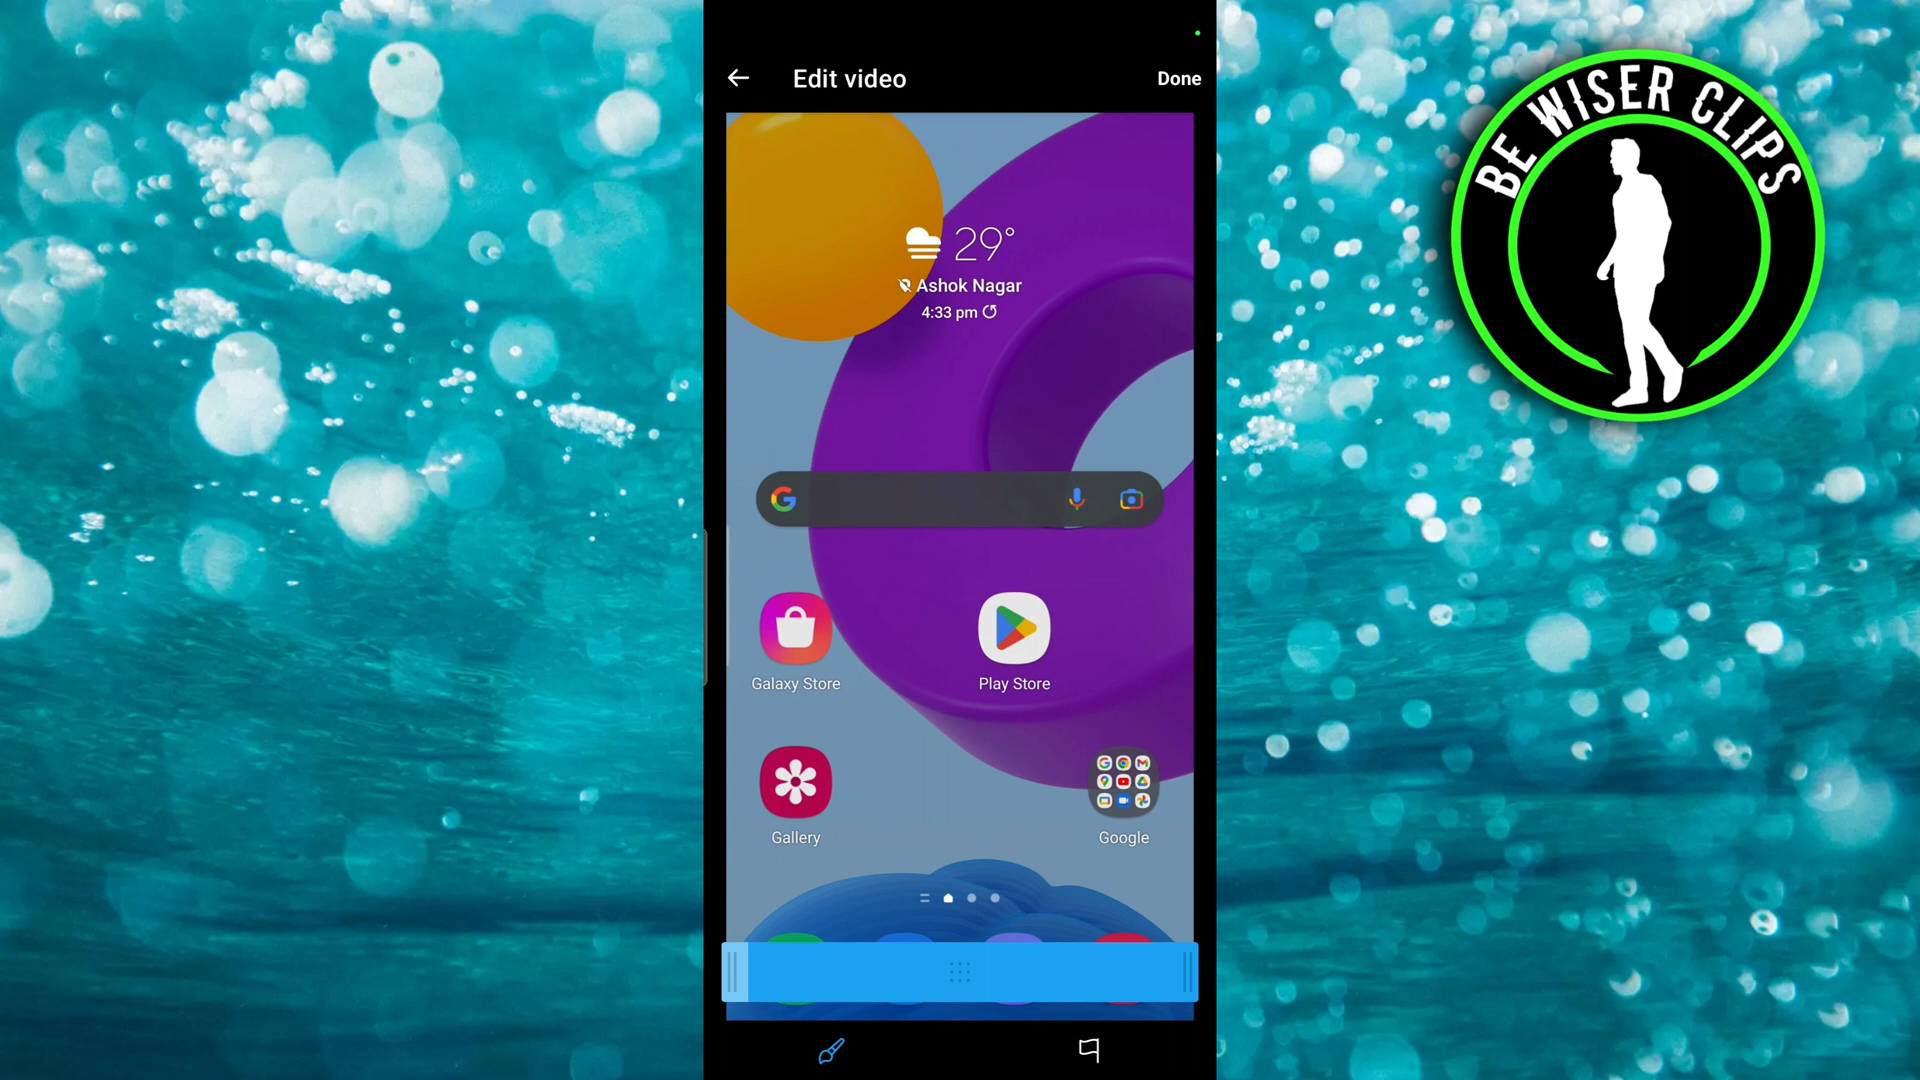 Edit video
Done
BE WISER CLIPS
29°
Ashok Nagar
4:33 pm
Galaxy Store
Play Store
Gallery
Google